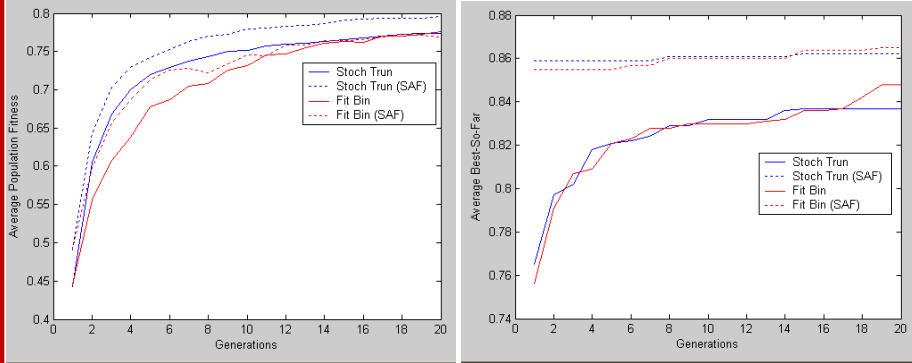 0.8
0.75
0.7
0.65
0.6
0.55
0.5
0.45
0.4
Average Population Fitness
0 2 4 6 8 10 12 14 16 18 20
Generations
Stoch Trun
Stoch Trun (SAF)
Fit Bin
Fit Bin (SAF)
0.88
0.86
0.84
0.82
0.8
0.78
0.76
0.74
Average Best-So-Far
0 2 4 6 8 10 12 14 16 18 20
Generations
Stoch Trun
Stoch Trun (SAF)
Fit Bin
Fit Bin (SAF)